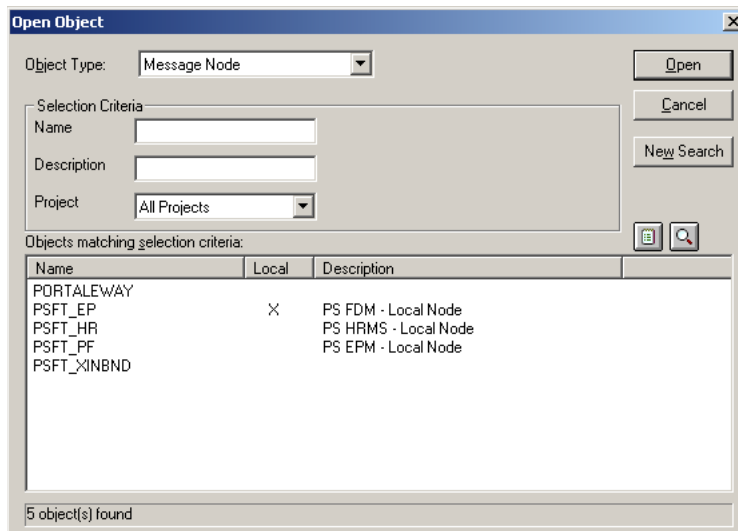 Open Object
Object Type: Message Node Open
Selection Criteria Cancel
Name
Description New Search
Project All Projects
Objects matching selection criteria:
Name Local Description
PORTALEWAY
PSFT_EP X PS FDM - Local Node
PSFT_HR PS HRMS - Local Node
PSFT_PF PS EPM - Local Node
PSFT_XINBND
5 object(s) found